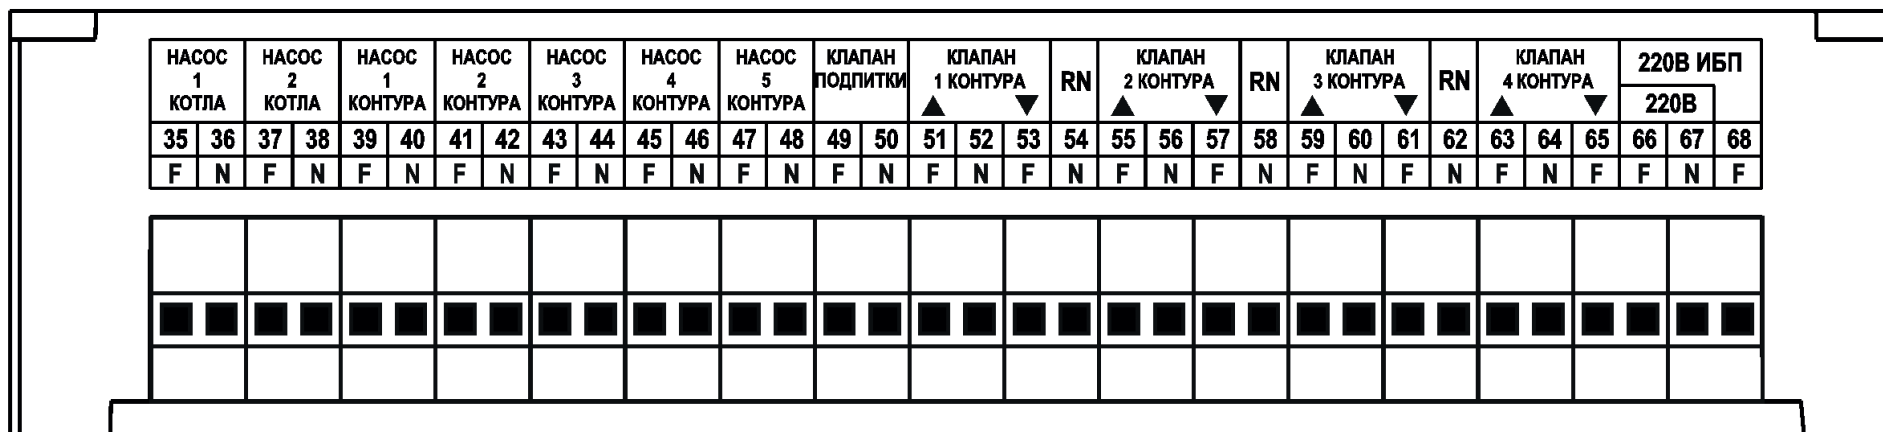 НАСОС 1 КОТЛА
НАСОС 2 КОТЛА
НАСОС 1 КОНТУРА
НАСОС 2 КОНТУРА
НАСОС 3 КОНТУРА
НАСОС 4 КОНТУРА
НАСОС 5 КОНТУРА
КЛАПАН ПОДПИТКИ
КЛАПАН 1 КОНТУРА ▲ ▼
RN
КЛАПАН 2 КОНТУРА ▲ ▼
RN
КЛАПАН 3 КОНТУРА ▲ ▼
RN
КЛАПАН 4 КОНТУРА ▲ ▼
220В ИБП
220В
35 36 37 38 39 40 41 42 43 44 45 46 47 48 49 50 51 52 53 54 55 56 57 58 59 60 61 62 63 64 65 66 67 68
F N F N F N F N F N F N F N F N F N F N F N F N F N F N F N F F N F